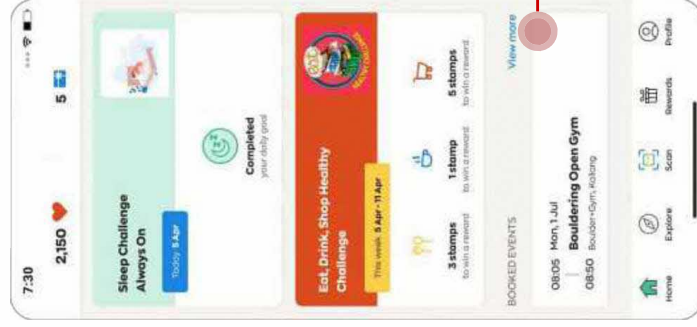 7:30
2,150
5
Sleep Challenge
Always On
Today 5 Apr
Completed
your daily goal
Eat, Drink, Shop Healthy
Challenge
This week 5 Apr - 11 Apr
3 stamps
to win a reward
1 stamp
to win a reward
5 stamps
to win a reward
BOOKED EVENTS
View more
08:05
08:50
Mon, 1 Jul
Bouldering Open Gym
Boulder+Gym, Kallang
Home
Explore
Scan
Rewards
Profile